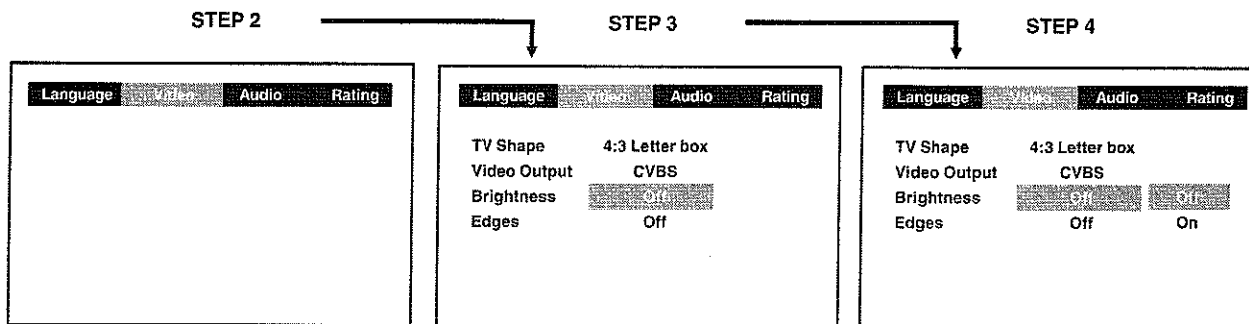 STEP 2
STEP 3
STEP 4
Language Video Audio Rating
Language Video Audio Rating
TV Shape 4:3 Letter box
Video Output CVBS
Brightness Off
Edges Off
Language Video Audio Rating
TV Shape 4:3 Letter box
Video Output CVBS
Brightness Off Off
Edges Off On